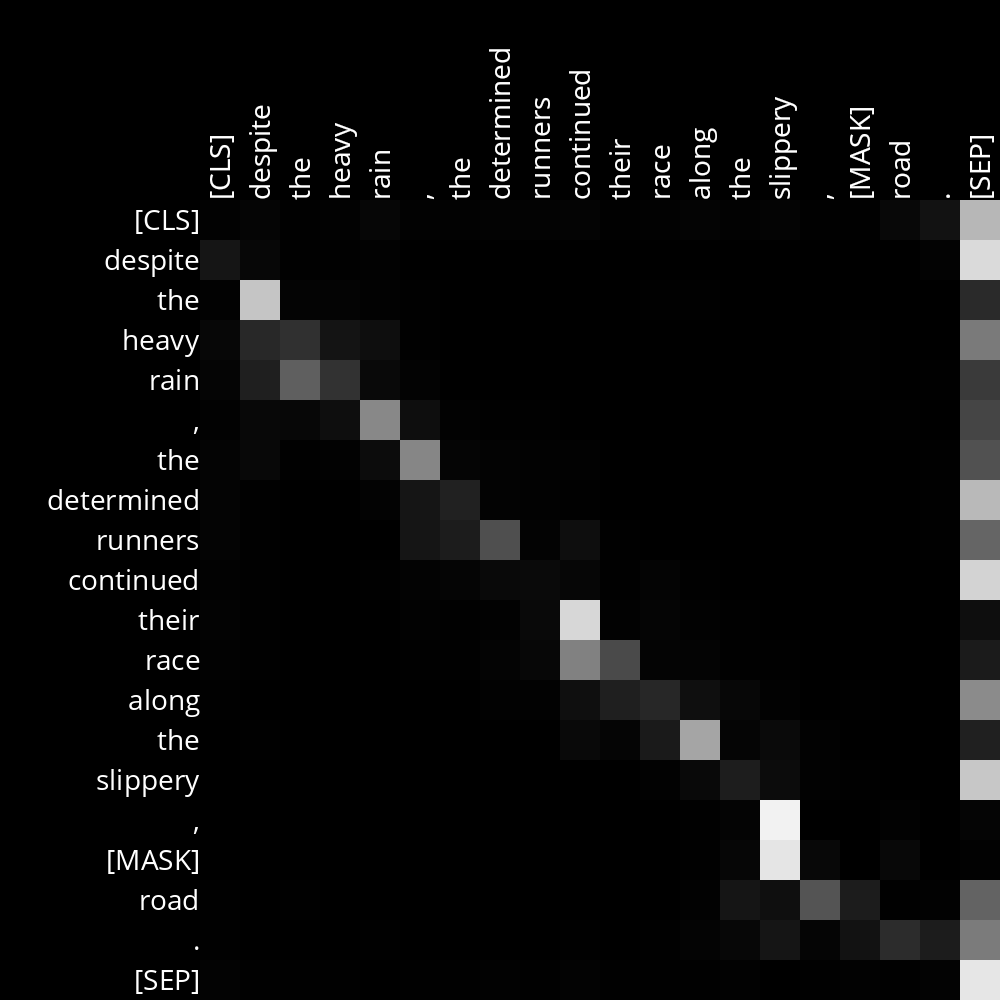 [CLS] despite the heavy rain , the determined runners continued their race along the slippery , [MASK] road . [SEP]
[CLS]
despite
the
heavy
rain
,
the
determined
runners
continued
their
race
along
the
slippery
,
[MASK]
road
.
[SEP]